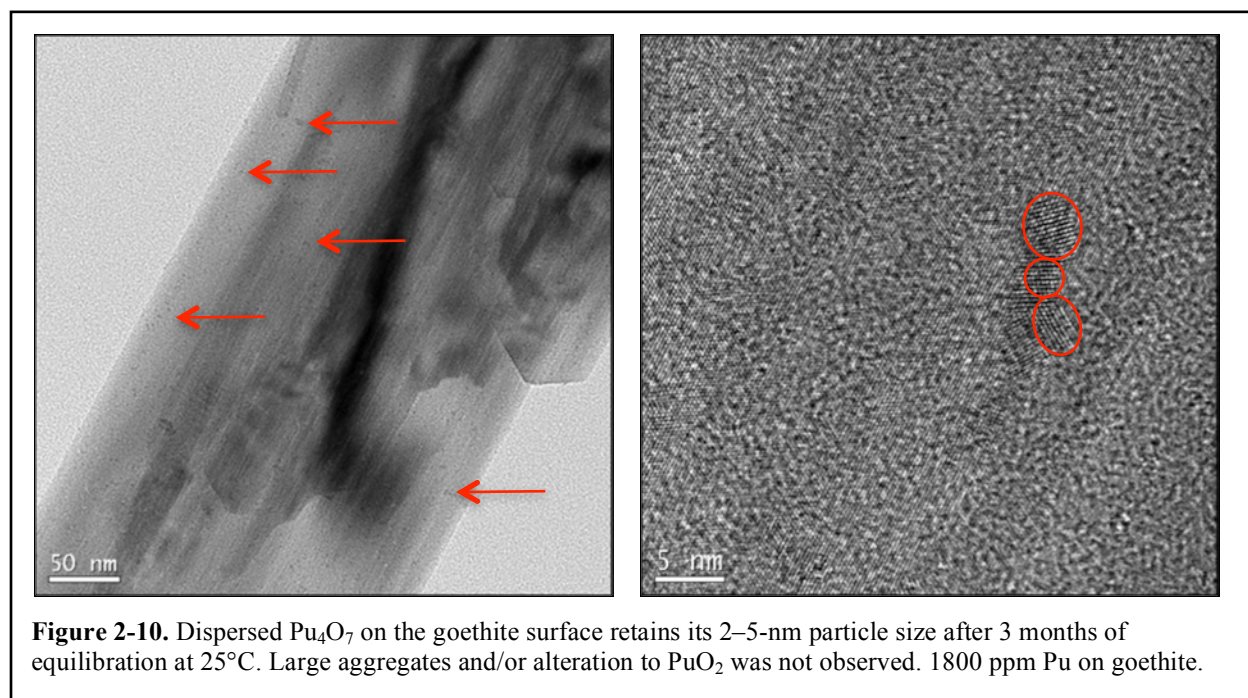 50 nm
5 nm
Figure 2-10. Dispersed Pu₄O₇ on the goethite surface retains its 2–5-nm particle size after 3 months of
equilibration at 25°C. Large aggregates and/or alteration to PuO₂ was not observed. 1800 ppm Pu on goethite.